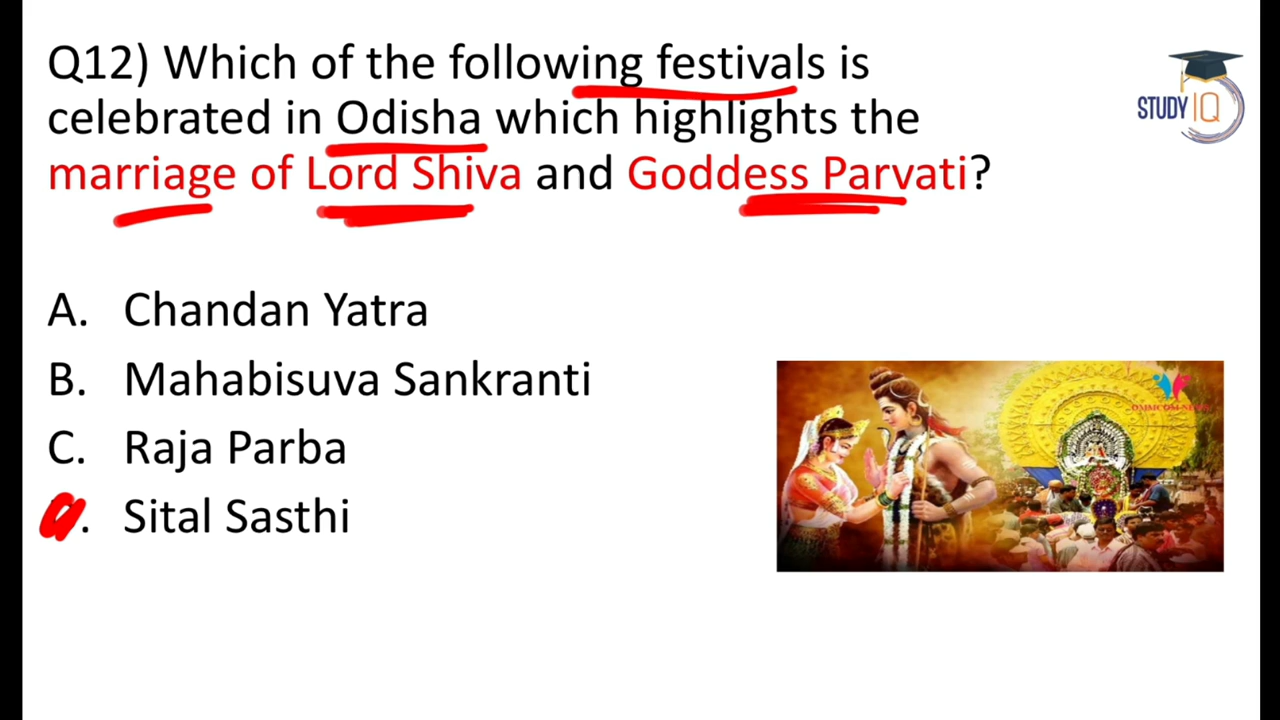 Q12) Which of the following festivals is
celebrated in Odisha which highlights the
marriage of Lord Shiva and Goddess Parvati?
STUDY IQ
A. Chandan Yatra
B. Mahabisuva Sankranti
C. Raja Parba
. Sital Sasthi